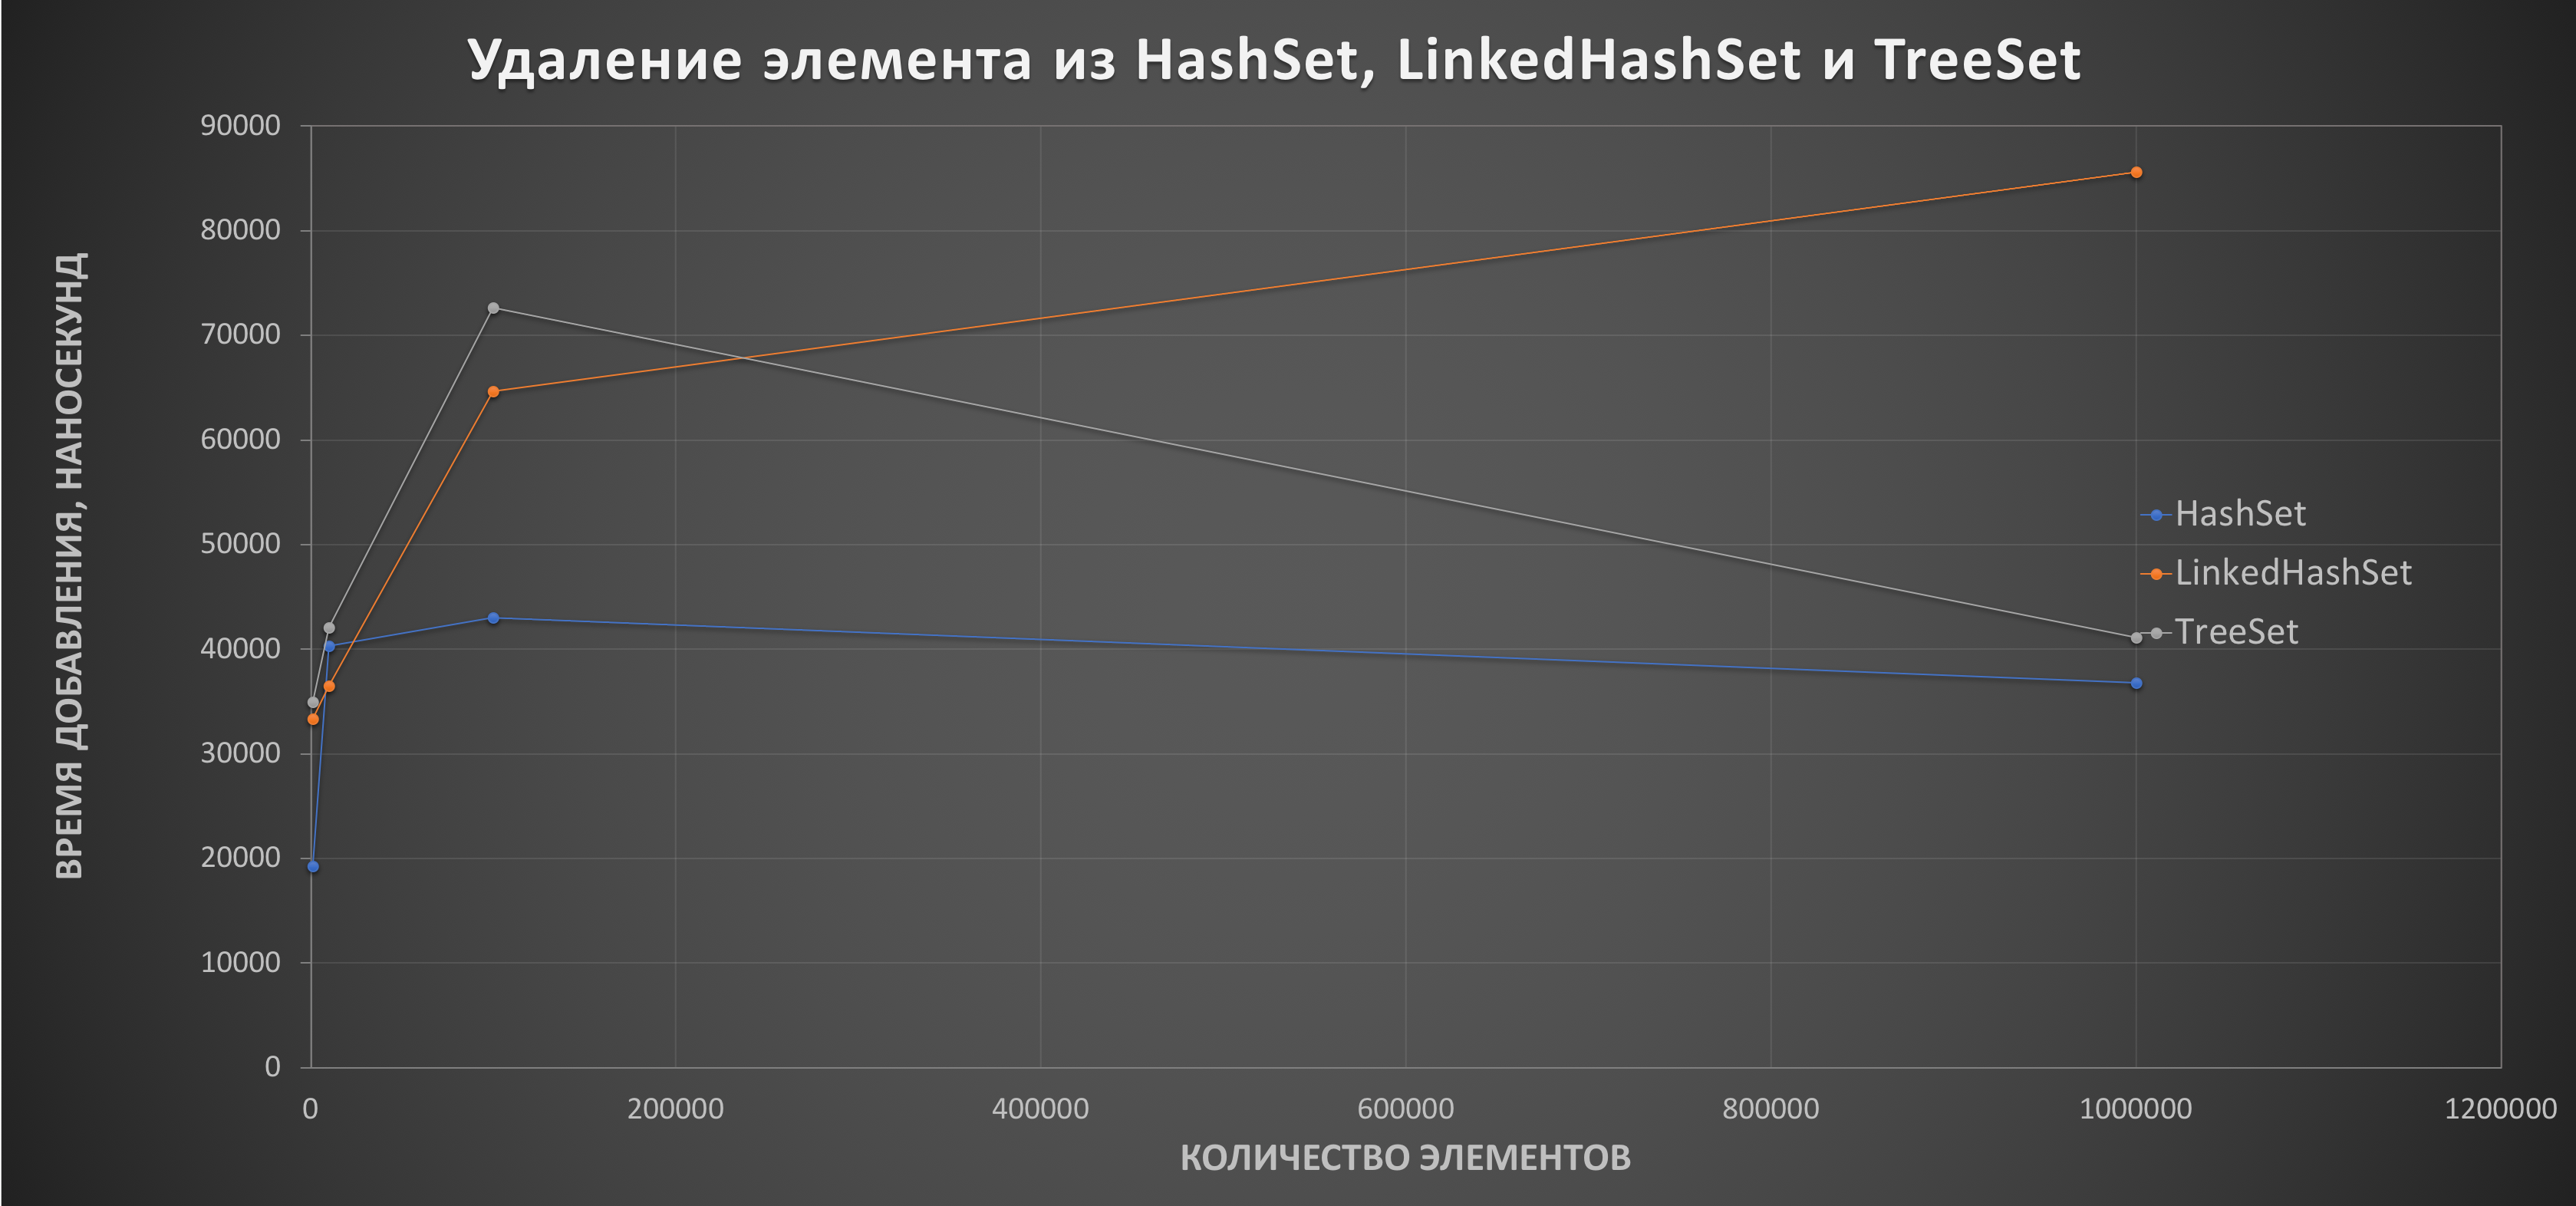 Удаление элемента из HashSet, LinkedHashSet и TreeSet
ВРЕМЯ ДОБАВЛЕНИЯ, НАНОСЕКУНД
90000
80000
70000
60000
50000
40000
30000
20000
10000
0
HashSet
LinkedHashSet
TreeSet
0 200000 400000 600000 800000 1000000 1200000
КОЛИЧЕСТВО ЭЛЕМЕНТОВ